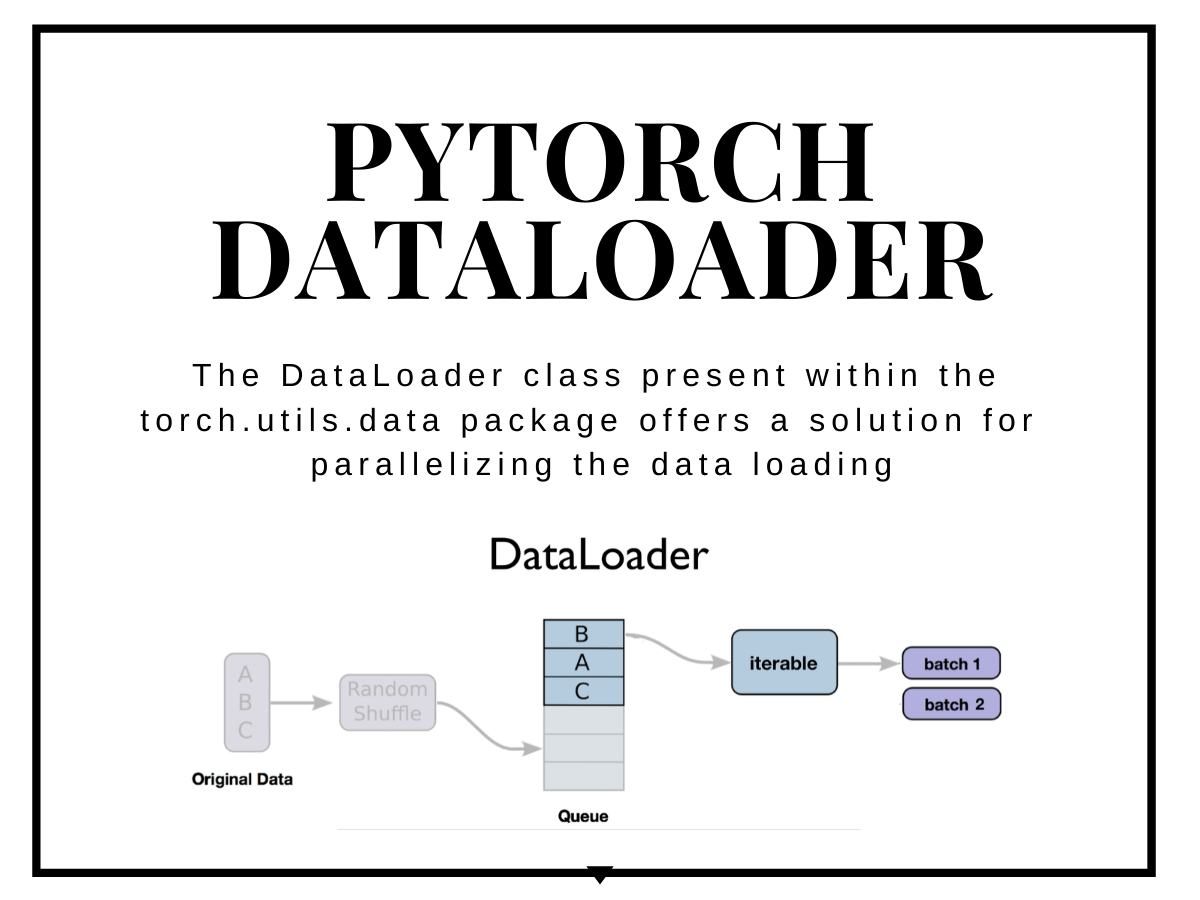 PYTORCH
DATALOADER
The DataLoader class present within the
torch.utils.data package offers a solution for
parallelizing the data loading
DataLoader
A
B
C
Original Data
Random
Shuffle
B
A
C
Queue
iterable
batch 1
batch 2